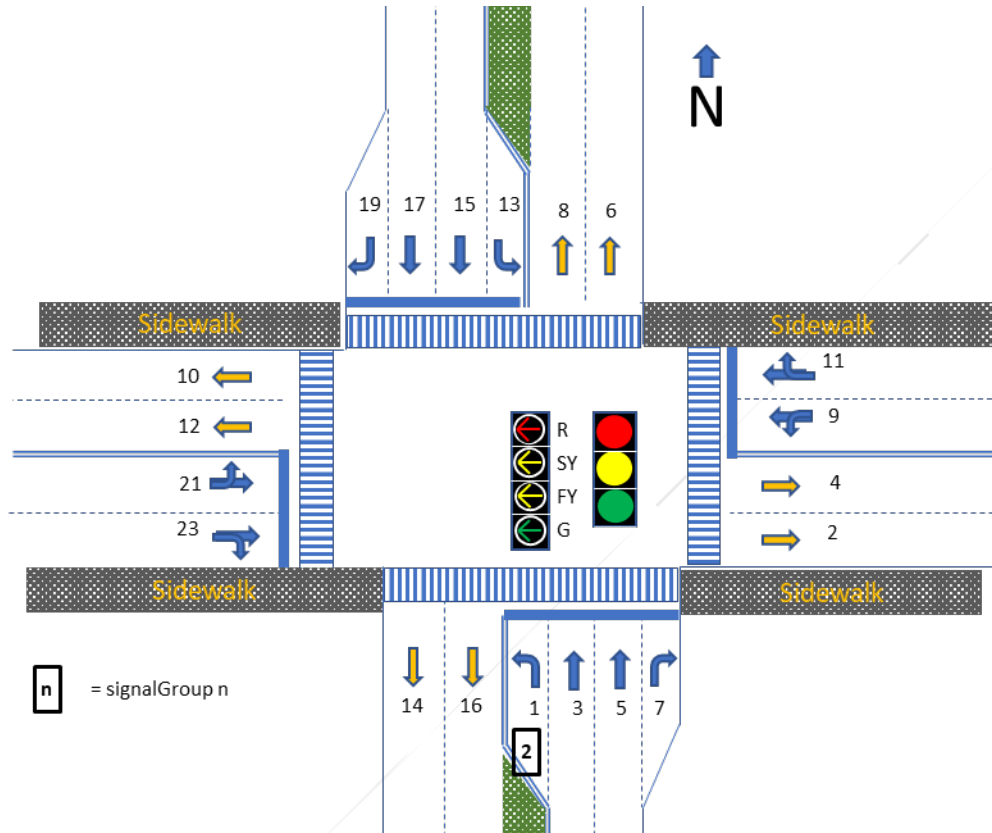 N
19 17 15 13 8 6
Sidewalk
Sidewalk
10
11
12
9
R
SY
FY
G
21
4
23
2
Sidewalk
Sidewalk
n = signalGroup n
14 16 1 3 5 7
2